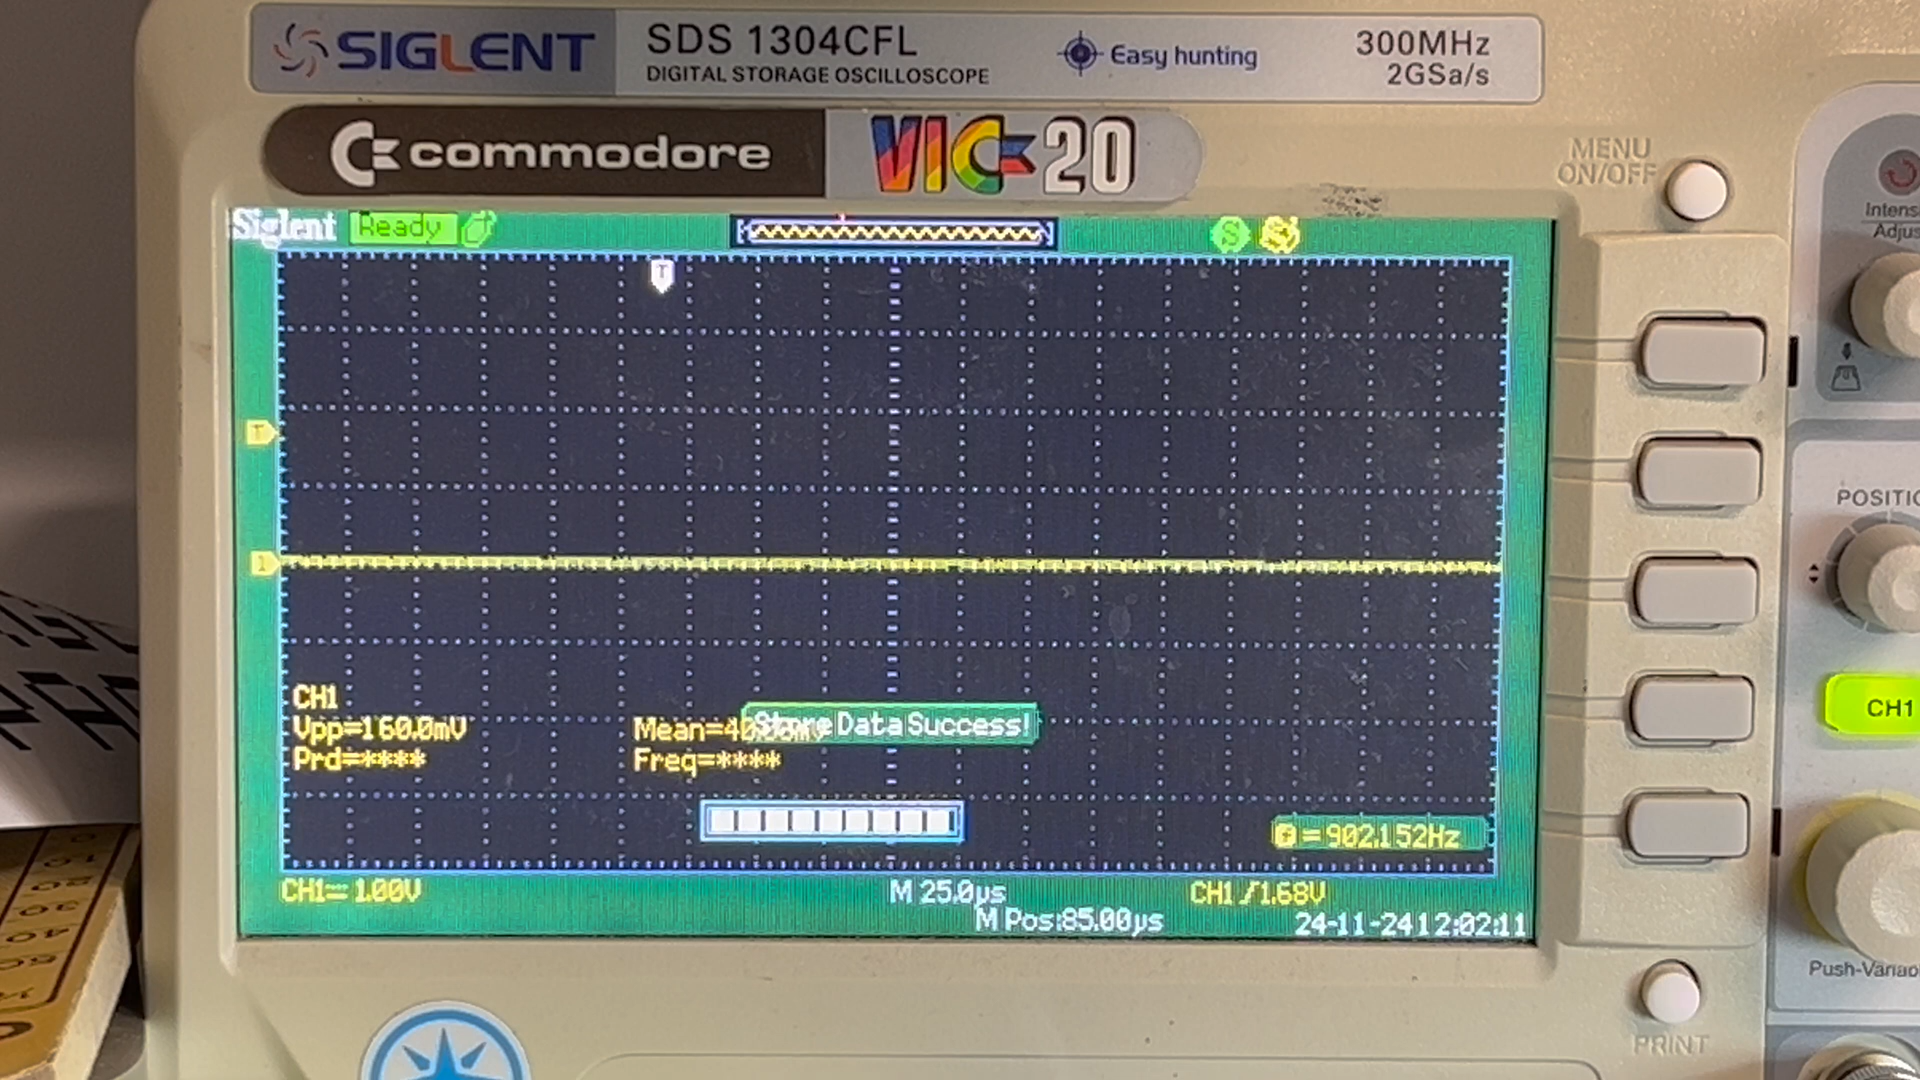 SIGLENT
SDS 1304CFL
DIGITAL STORAGE OSCILLOSCOPE
Easy hunting
300MHz
2GSa/s
commodore
VIC-20
MENU
ON/OFF
Siglent
Ready
S
T
T
1
CH1
Vpp=160.0mV
Prd=****
Freq=****
Store Data Success!
= 902.152Hz
CH1 1.00V
M 25.0µs
M Pos:85.00µs
CH1 1.68V
24-11-24 12:02:11
POSITIO
CH1
PRINT